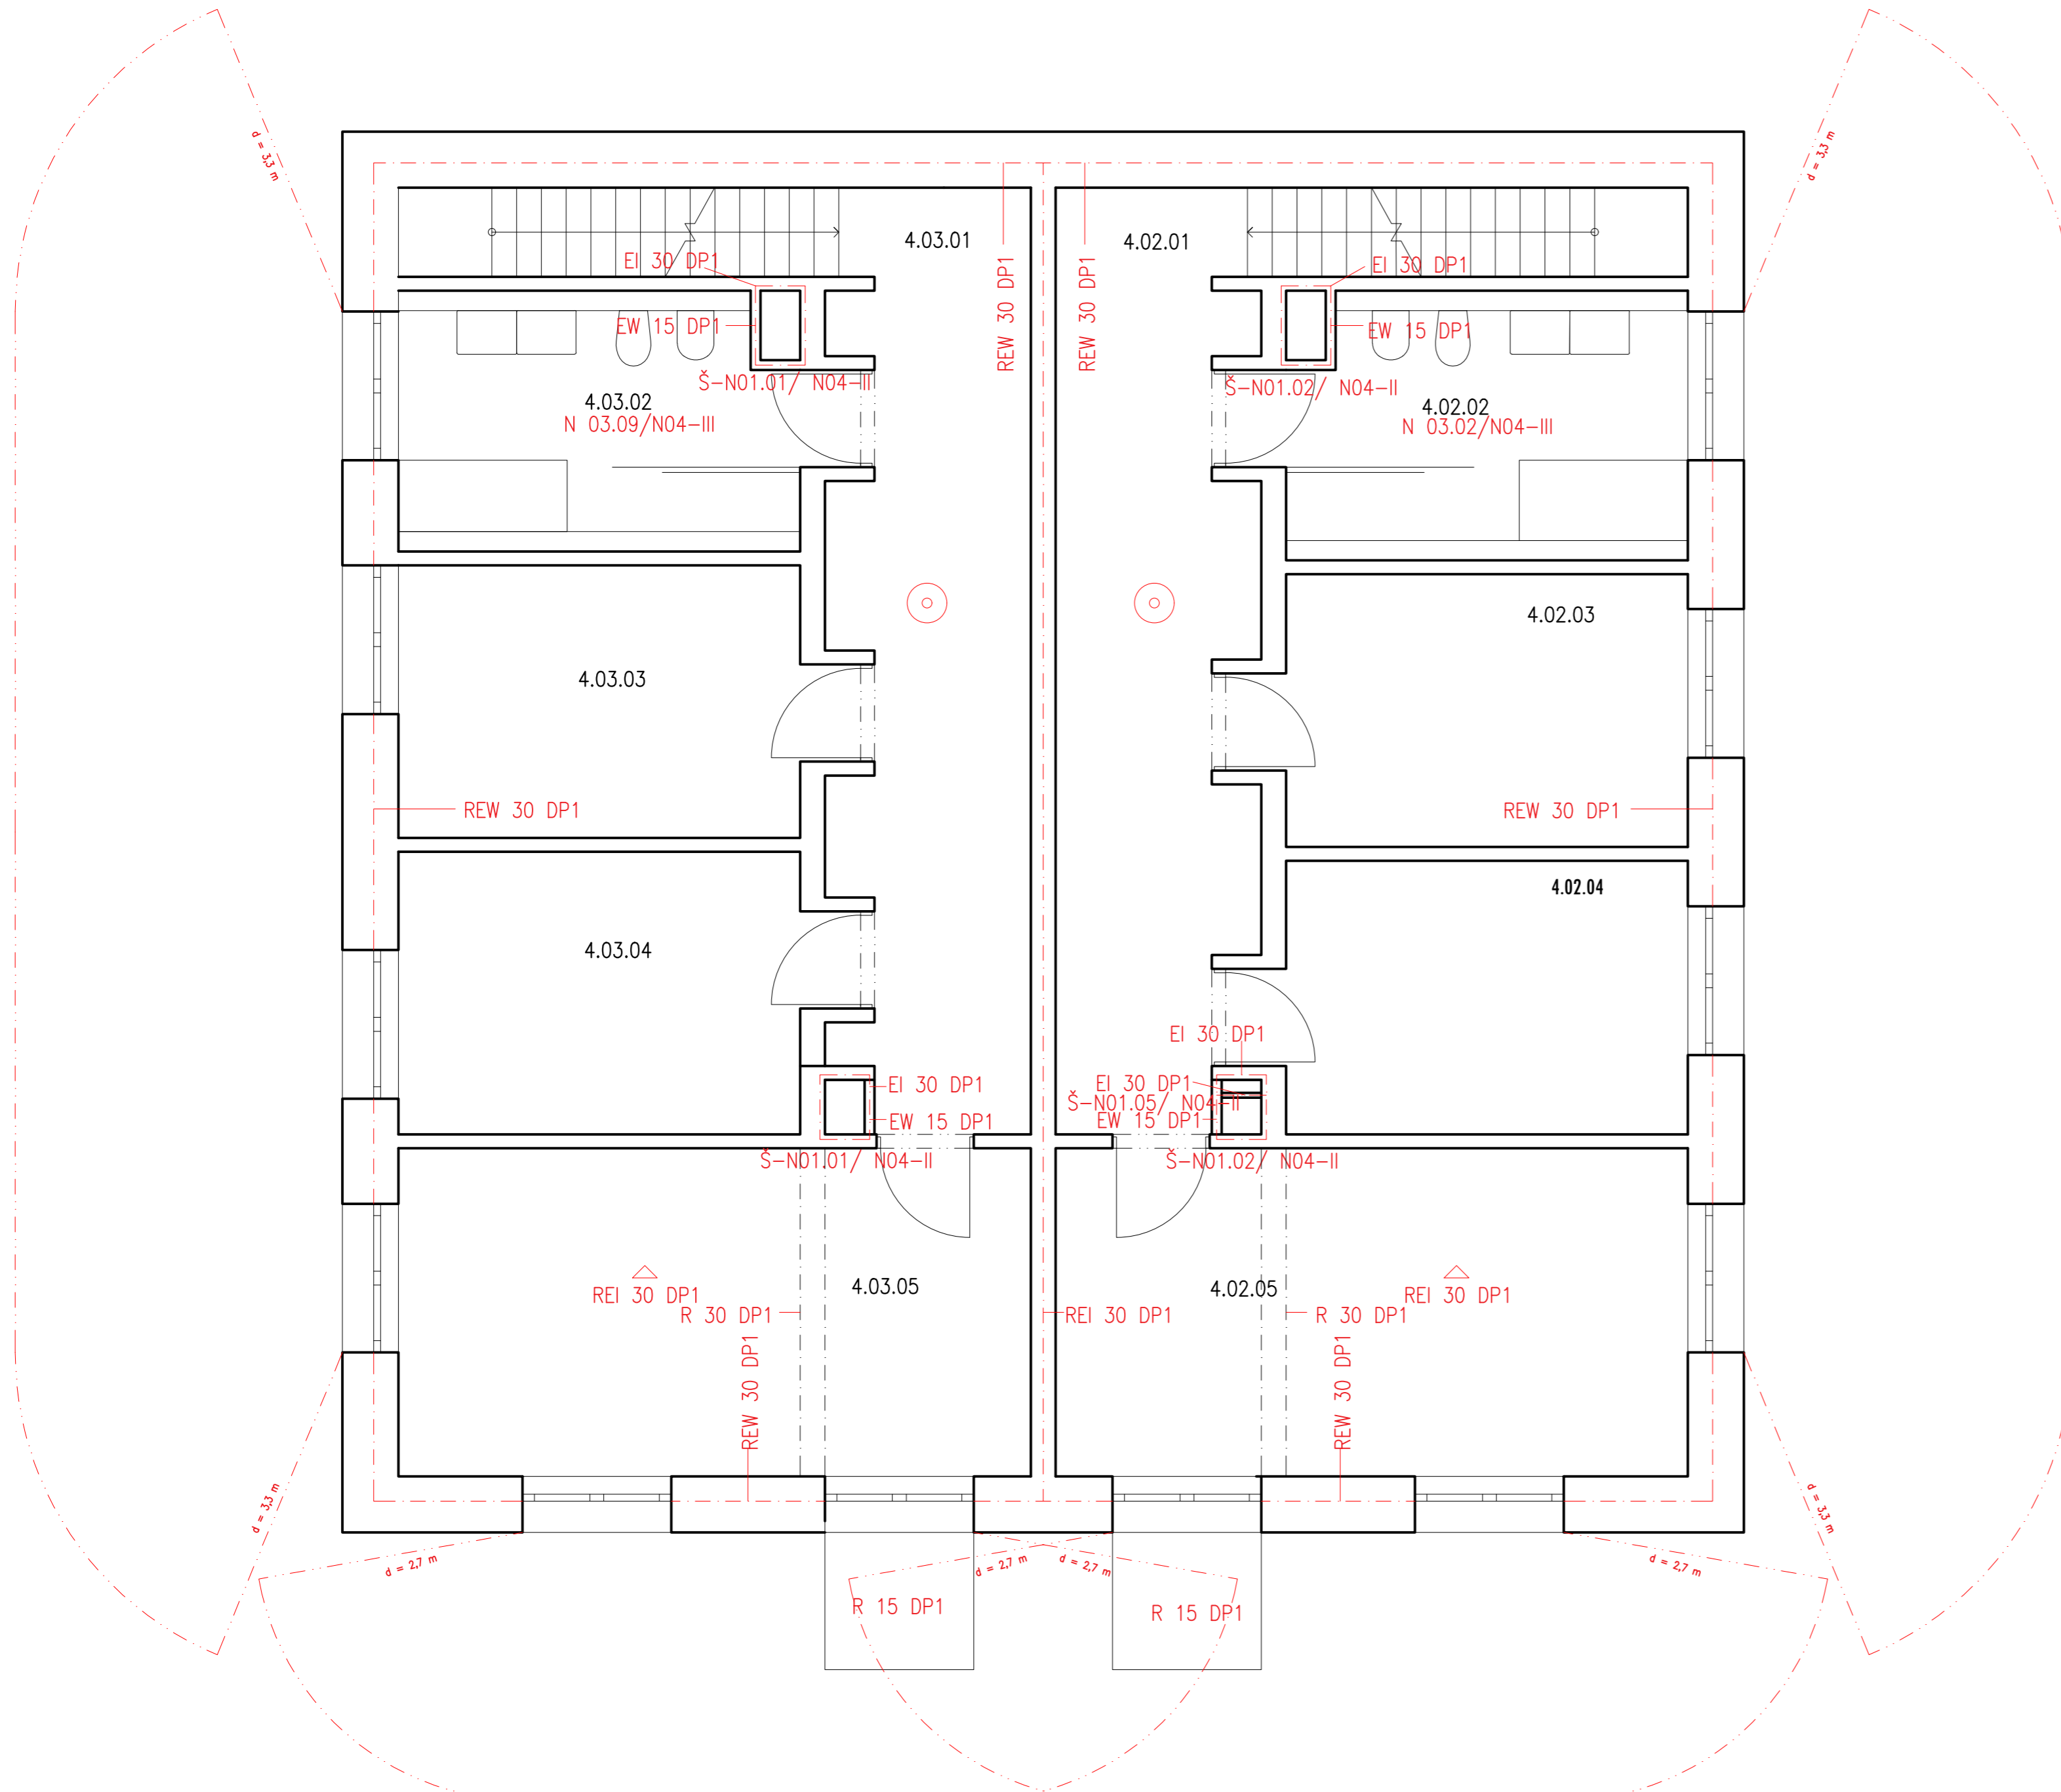 d = 3,3 m
d = 3,3 m
4.03.01
4.02.01
EI 30 DP1
EI 30 DP1
REW 30 DP1
REW 30 DP1
EW 15 DP1
EW 15 DP1
Š-N01.01/ N04-II
Š-N01.02/ N04-II
4.03.02
N 03.09/N04-III
4.02.02
N 03.02/N04-III
4.02.03
4.03.03
REW 30 DP1
REW 30 DP1
4.02.04
4.03.04
EI 30 DP1
EI 30 DP1
EI 30 DP1
Š-N01.05/ N04-II
EW 15 DP1
EW 15 DP1
Š-N01.01/ N04-II
Š-N01.02/ N04-II
4.03.05
4.02.05
REI 30 DP1
REI 30 DP1
R 30 DP1
REI 30 DP1
R 30 DP1
REW 30 DP1
REW 30 DP1
d = 3,3 m
d = 3,3 m
d = 2,7 m
d = 2,7 m
d = 2,7 m
d = 2,7 m
R 15 DP1
R 15 DP1